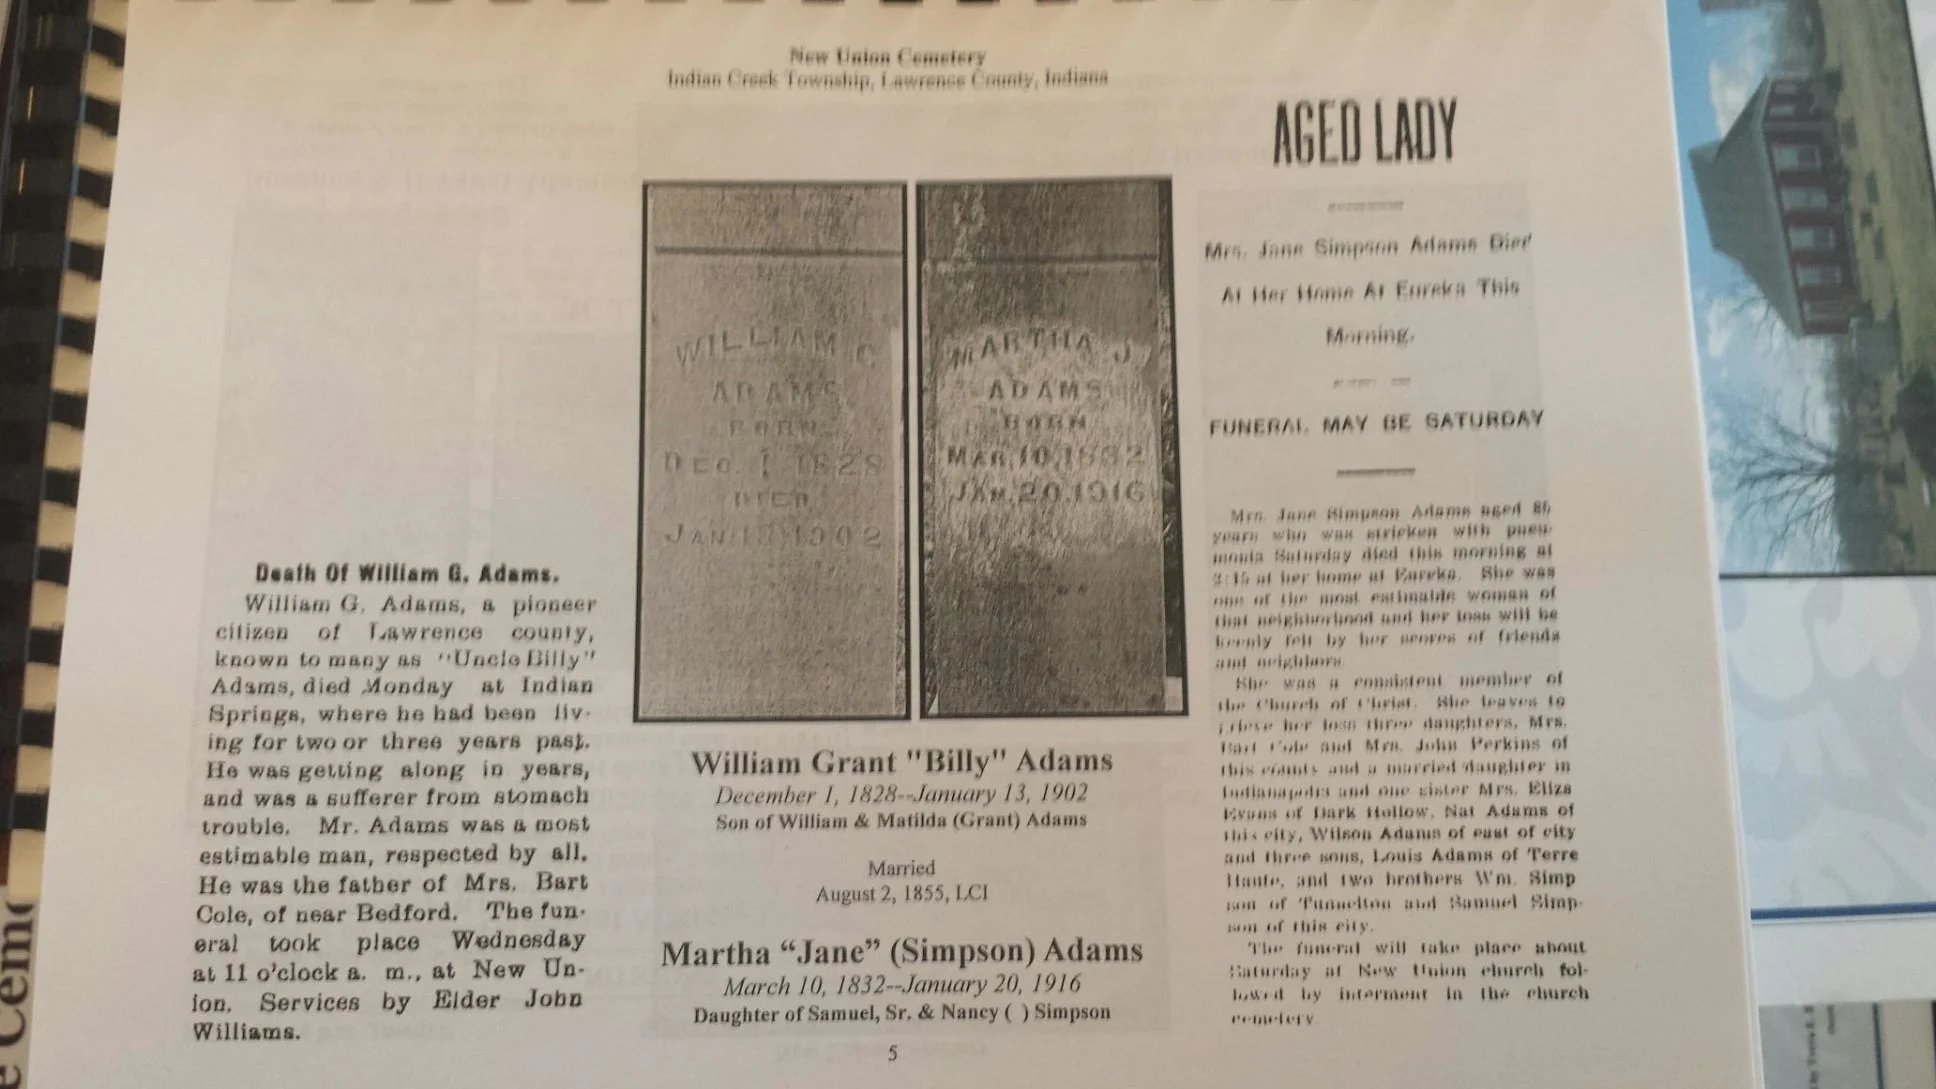 New Union Cemetery
Indian Creek Township, Lawrence County, Indiana
Death Of William G. Adams.
William G. Adams, a pioneer
citizen of Lawrence county,
known to many as "Uncle Billy"
Adams, died Monday at Indian
Springs, where he had been liv-
ing for two or three years past.
He was getting along in years,
and was a sufferer from stomach
trouble. Mr. Adams was a most
estimable man, respected by all.
He was the father of Mrs. Bart
Cole, of near Bedford. The fun-
eral took place Wednesday
at 11 o'clock a. m., at New Un-
ion. Services by Elder John
Williams.
WILLIAM G
ADAMS
BORN
DEC. 1 1828
DIED
JAN 13 1902
MARTHA J
ADAMS
BORN
MAR. 10, 1832
JAN. 20. 1916
William Grant "Billy" Adams
December 1, 1828--January 13, 1902
Son of William & Matilda (Grant) Adams
Married
August 2, 1855, LCI
Martha “Jane” (Simpson) Adams
March 10, 1832--January 20, 1916
Daughter of Samuel, Sr. & Nancy ( ) Simpson
5
AGED LADY
Mrs. Jane Simpson Adams Died
At Her Home At Eureka This
Morning.
FUNERAL MAY BE SATURDAY
Mrs. Jane Simpson Adams aged
years who was stricken with pneu-
monia Saturday died this morning at
at her home at Eureka. She was
one of the most estimable woman of
that neighborhood and her loss will be
keenly felt by her scores of friends
and neighbors
She was a consistent member of
the Church of Christ. She leaves to
grieve her loss three daughters, Mrs.
Bart Cole and Mrs. John Perkins of
this county and a married daughter in
Indianapolis and one sister Mrs. Eliza
Evans of Dark Hollow, Nat Adams of
this city, Wilson Adams of east of city
and three sons, Louis Adams of Terre
Haute, and two brothers Wm. Simp
son of Tunnelton and Samuel Simp-
son of this city.
The funeral will take place about
Saturday at New Union church fol-
lowed by interment in the church
cemetery
e Ceme